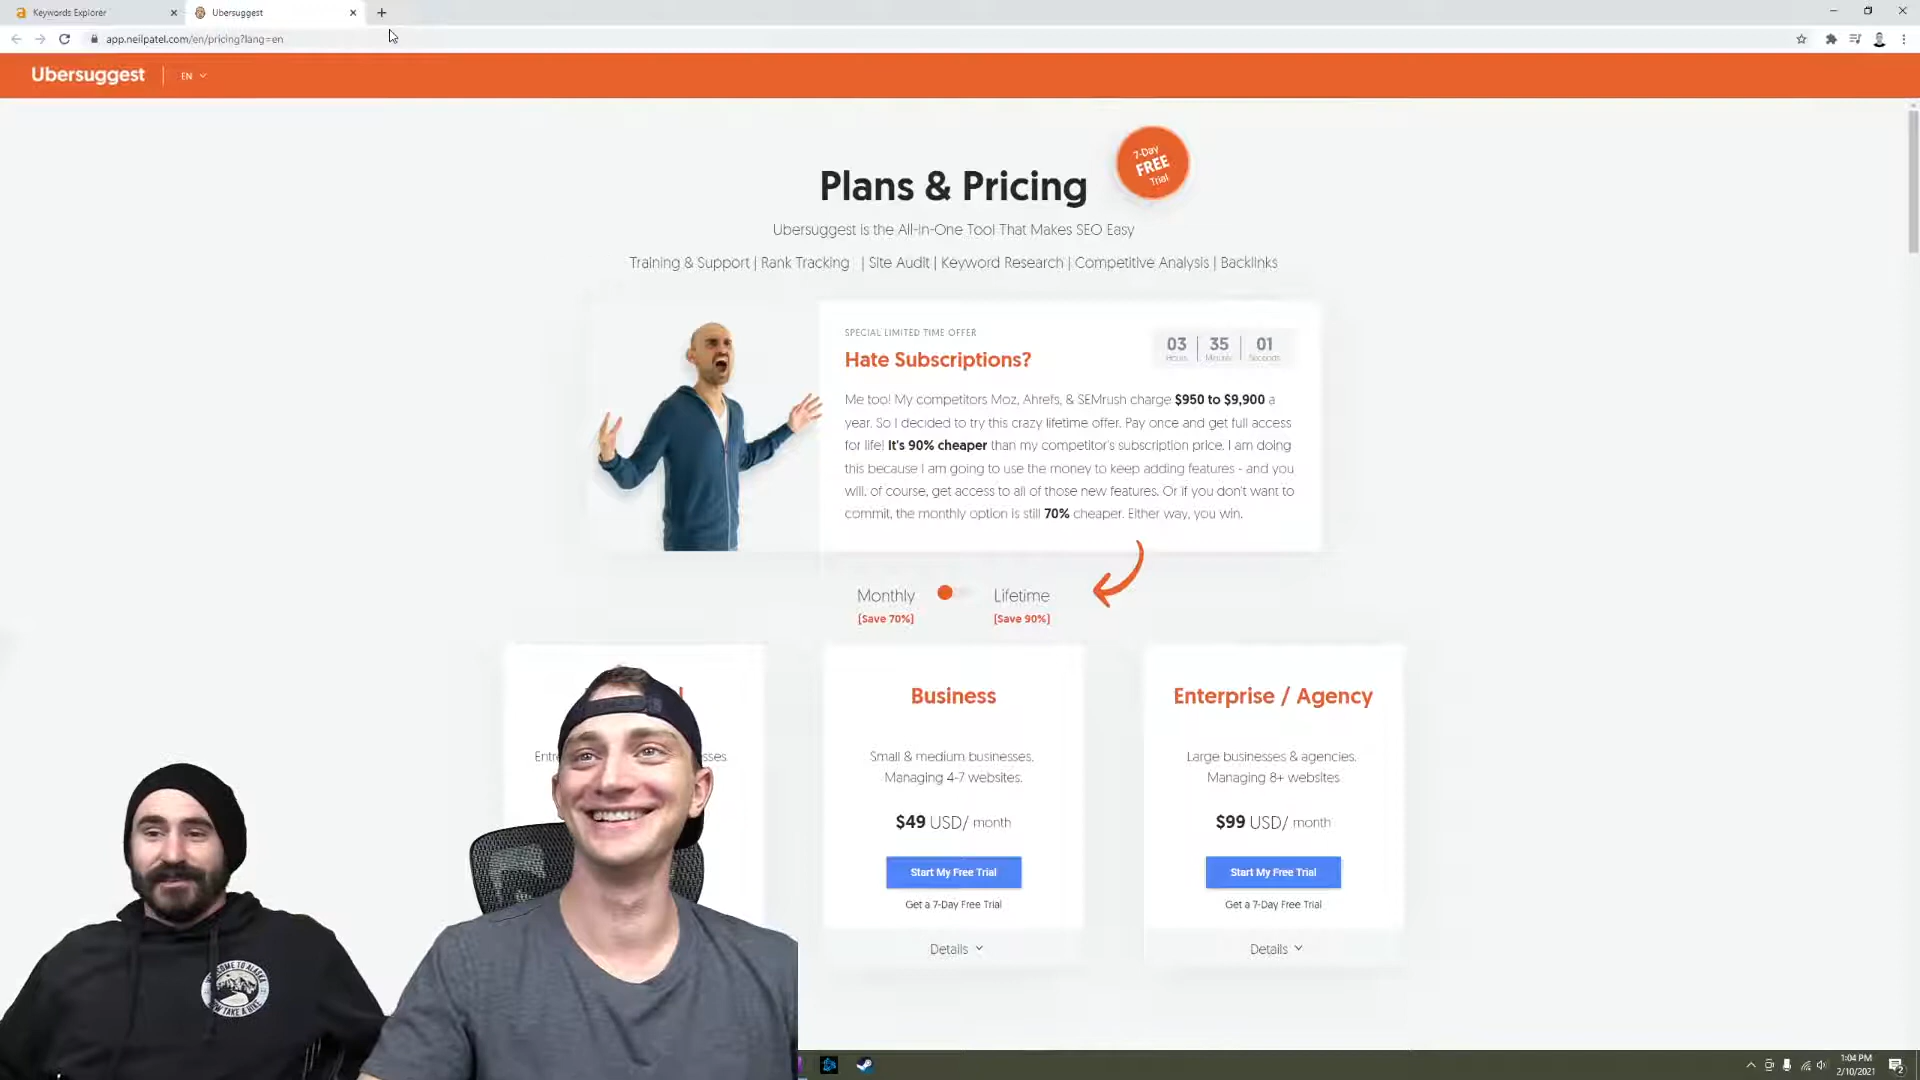 Keywords Explorer
Ubersuggest
app.neilpatel.com/en/pricing?lang=en
Ubersuggest
EN
7-Day
FREE
Trial
Plans & Pricing
Ubersuggest is the All-In-One Tool That Makes SEO Easy
Training & Support | Rank Tracking | Site Audit | Keyword Research | Competitive Analysis | Backlinks
SPECIAL LIMITED TIME OFFER
03 35 01
Hours Minutes Seconds
Hate Subscriptions?
Me too! My competitors Moz, Ahrefs, & SEMrush charge $950 to $9,900 a
year. So I decided to try this crazy lifetime offer. Pay once and get full access
for life! It's 90% cheaper than my competitor's subscription price. I am doing
this because I am going to use the money to keep adding features - and you
will, of course, get access to all of those new features. Or if you don't want to
commit, the monthly option is still 70% cheaper. Either way, you win.
Monthly
Lifetime
[Save 70%]
[Save 90%]
Business
Small & medium businesses.
Managing 4-7 websites.
$49 USD/ month
Start My Free Trial
Get a 7-Day Free Trial
Details
Enterprise / Agency
Large businesses & agencies.
Managing 8+ websites
$99 USD/ month
Start My Free Trial
Get a 7-Day Free Trial
Details
1:04 PM
2/10/2021